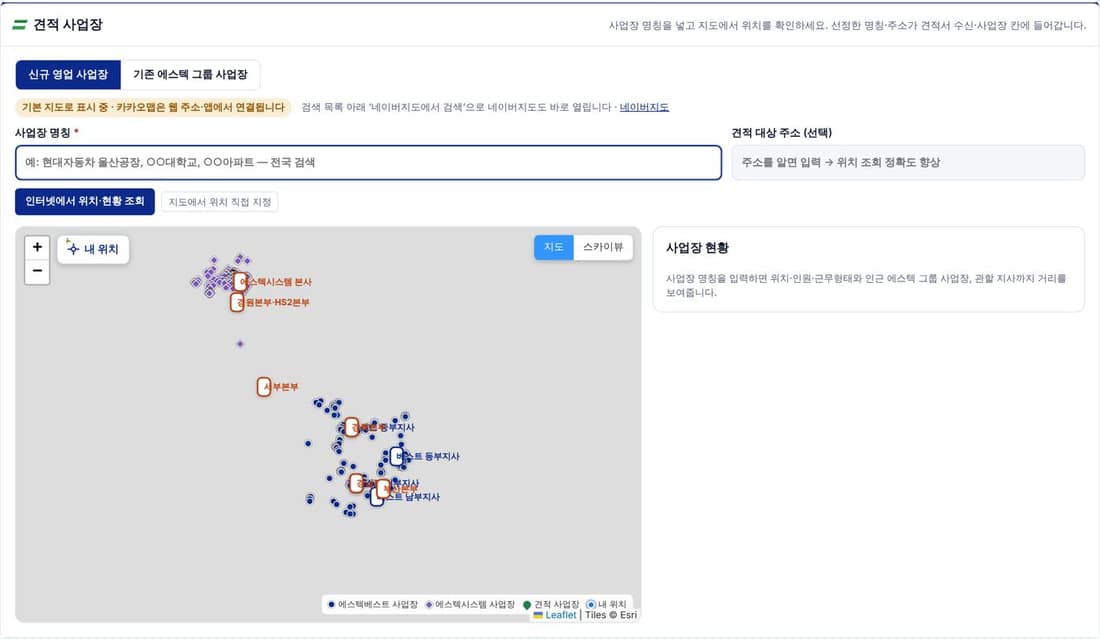 견적 사업장
사업장 명칭을 넣고 지도에서 위치를 확인하세요. 선정한 명칭·주소가 견적서 수신·사업장 칸에 들어갑니다.
신규 영업 사업장
기존 에스텍 그룹 사업장
기본 지도로 표시 중 · 카카오맵은 웹 주소·앱에서 연결됩니다
검색 목록 아래 '네이버지도에서 검색'으로 네이버지도도 바로 열립니다 · 네이버지도
사업장 명칭 *
견적 대상 주소 (선택)
예: 현대자동차 울산공장, ○○대학교, ○○아파트 — 전국 검색
주소를 알면 입력 → 위치 조회 정확도 향상
인터넷에서 위치·현황 조회
지도에서 위치 직접 지정
+
−
내 위치
지도
스카이뷰
사업장 현황
사업장 명칭을 입력하면 위치·인원·근무형태와 인근 에스텍 그룹 사업장, 관할 지사까지 거리를
보여줍니다.
에스텍시스템 본사
강원본부·HS2본부
서부본부
동부지사
베스트 동부지사
부산본부
스트 남부지사
에스텍베스트 사업장
에스텍시스템 사업장
견적 사업장
내 위치
Leaflet | Tiles © Esri